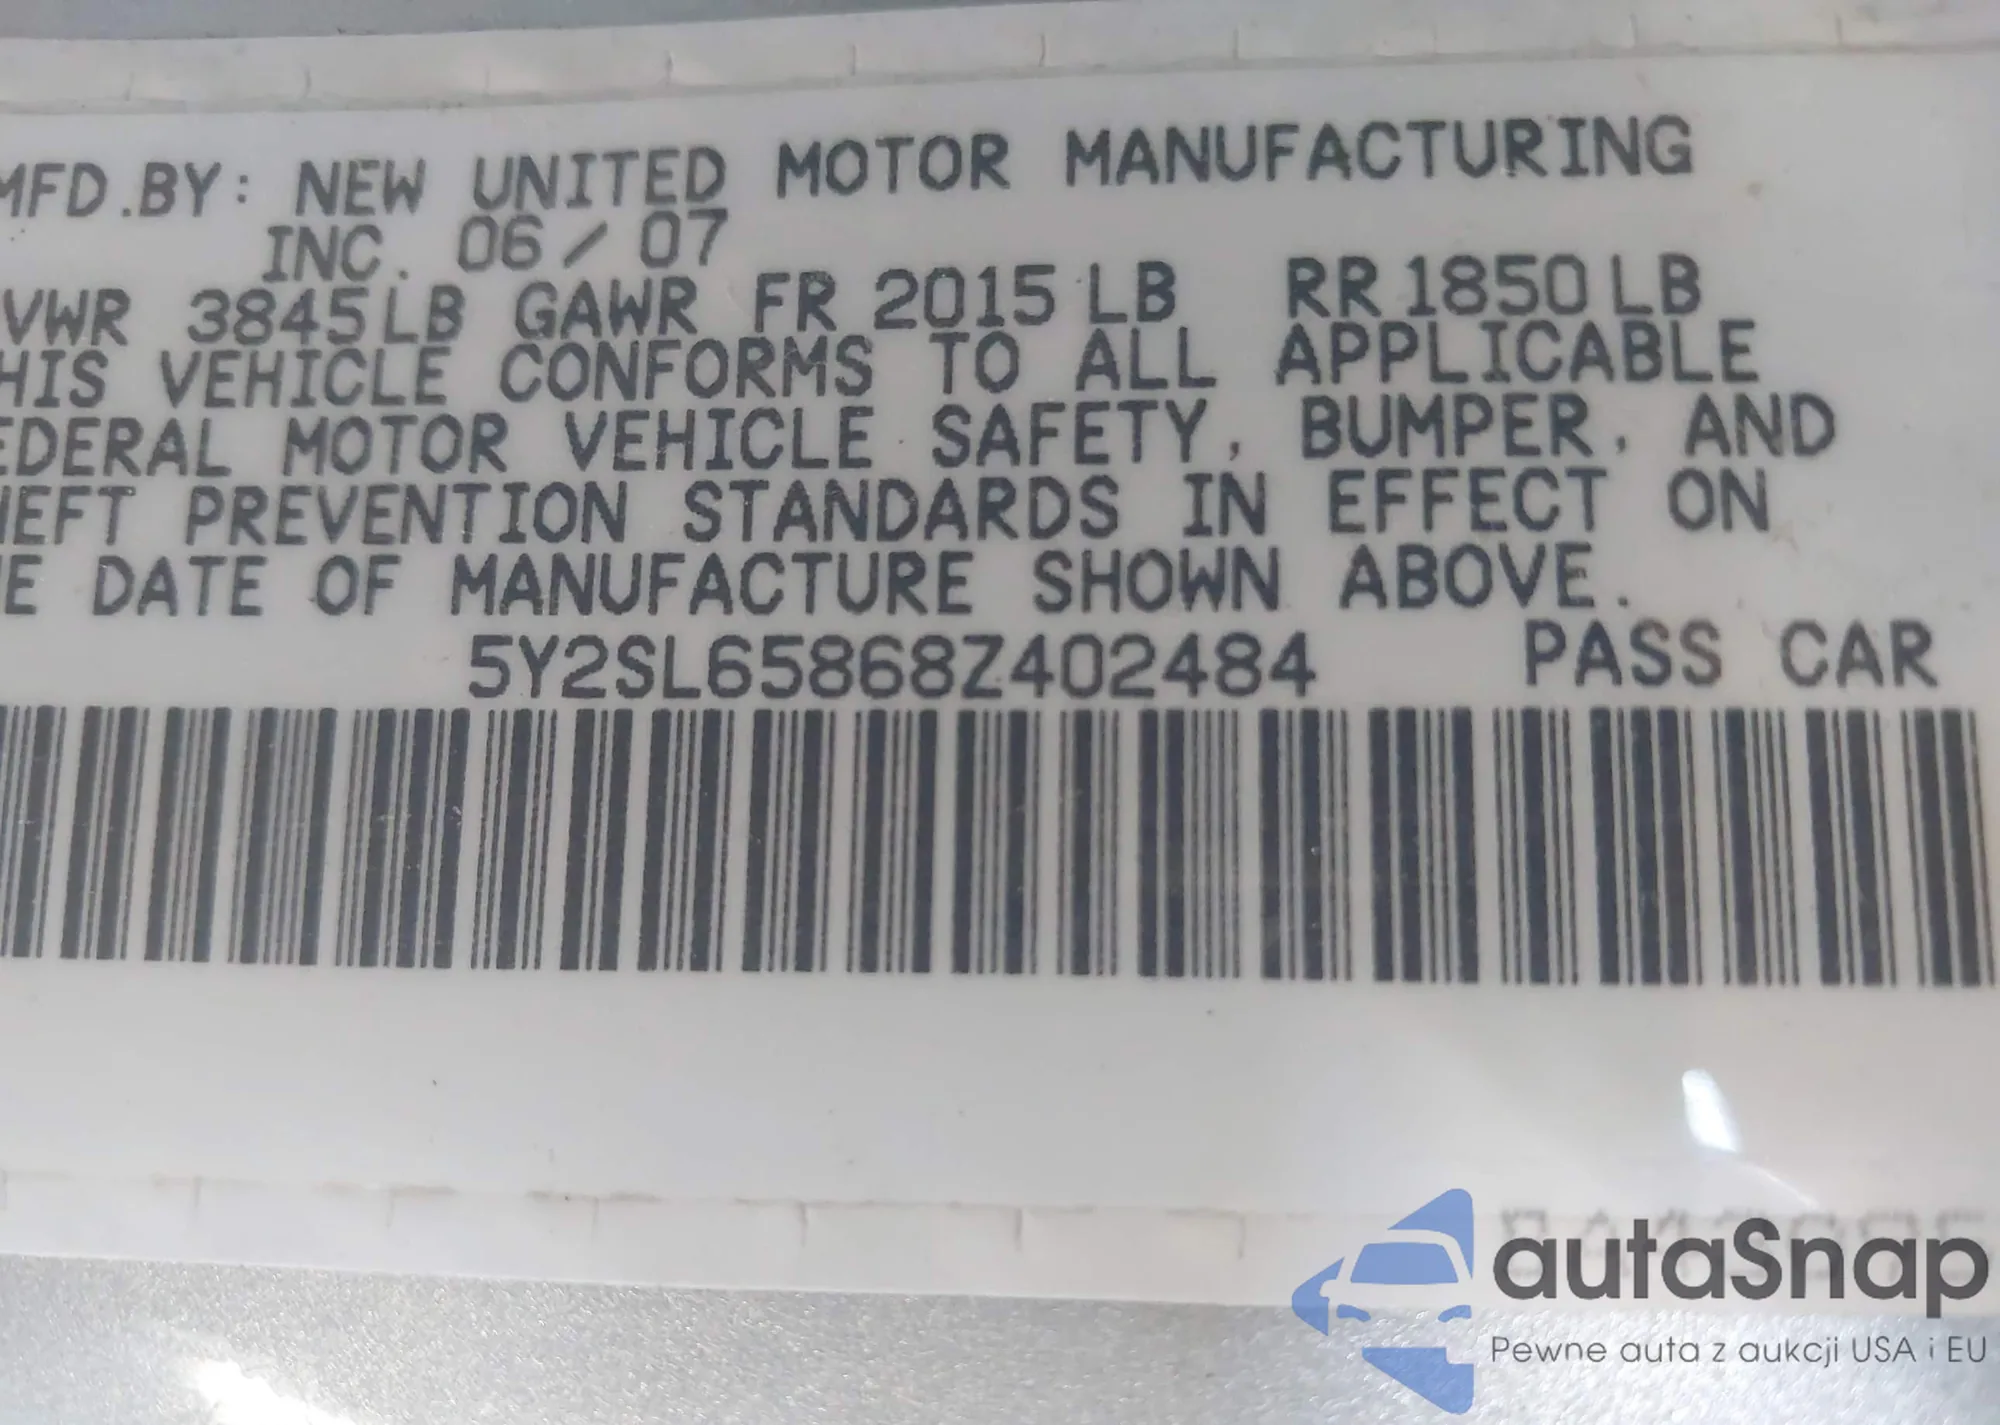 MFD.BY: NEW UNITED MOTOR MANUFACTURING
INC. 06/07
VWR 3845LB GAWR FR 2015 LB RR 1850LB
HIS VEHICLE CONFORMS TO ALL APPLICABLE
EDERAL MOTOR VEHICLE SAFETY, BUMPER, AND
HEFT PREVENTION STANDARDS IN EFFECT ON
E DATE OF MANUFACTURE SHOWN ABOVE.
5Y2SL65868Z402484 PASS CAR
autaSnap
Pewne auta z aukcji USA i EU